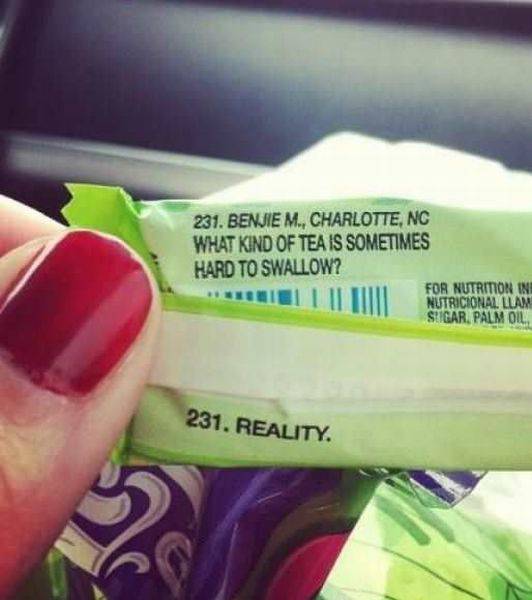 231. BENJIE M., CHARLOTTE, NC
WHAT KIND OF TEA IS SOMETIMES
HARD TO SWALLOW?
FOR NUTRITION
NUTRICIONAL
SUGAR, PALM OIL,
231. REALITY.